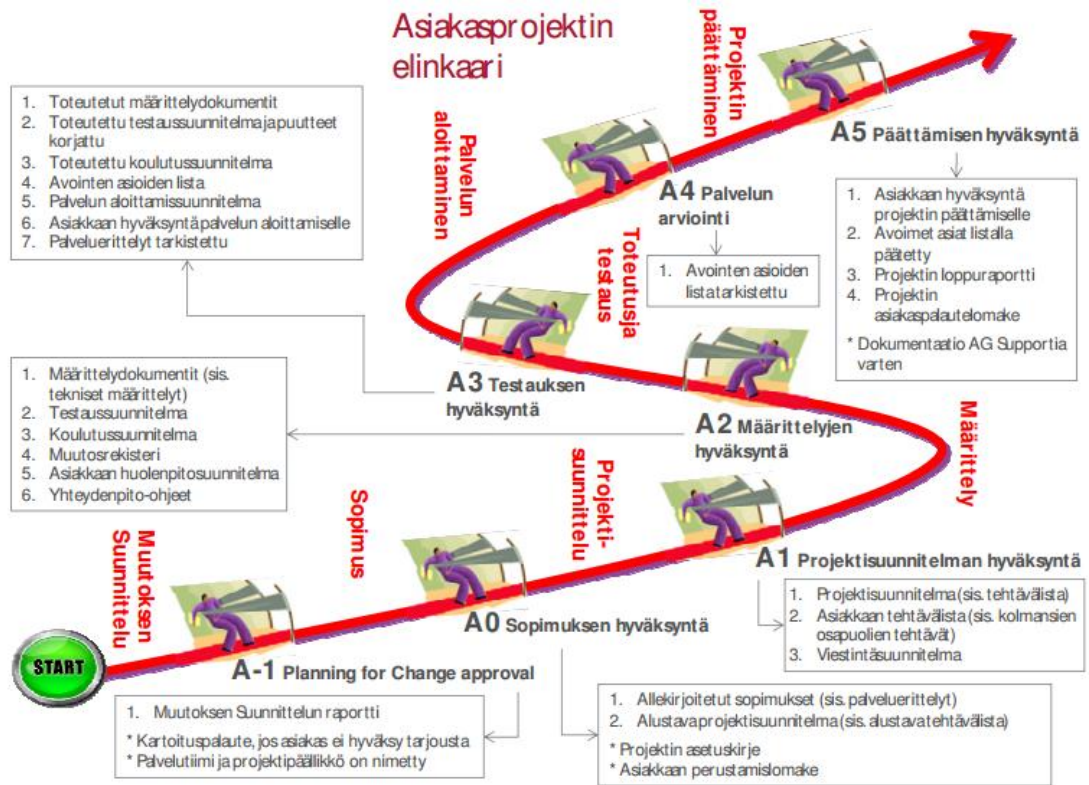 Asiakasprojektin
elinkaari
Projektin
päättäminen
Palvelun
aloittaminen
A5 Päättämisen hyväksyntä
1. Toteutetut määrittelydokumentit
2. Toteutettu testaussuunnitelma ja puutteet
korjattu
3. Toteutettu koulutussuunnitelma
4. Avointen asioiden lista
5. Palvelun aloittamissuunnitelma
6. Asiakkaan hyväksyntä palvelun aloittamiselle
7. Palveluerittelyt tarkistettu
A4 Palvelun
arviointi
1. Asiakkaan hyväksyntä
projektin päättämiselle
2. Avoimet asiat listalla
päätetty
3. Projektin loppuraportti
4. Projektin
asiakaspalautelomake
* Dokumentaatio AG Supportia
varten
1. Avointen asioiden
lista tarkistettu
Toteutus ja
testaus
A3 Testauksen
hyväksyntä
A2 Määrittelyjen
hyväksyntä
1. Määrittelydokumentit (sis.
tekniset määrittelyt)
2. Testaussuunnitelma
3. Koulutussuunnitelma
4. Muutosrekisteri
5. Asiakkaan huolenpitosuunnitelma
6. Yhteydenpito-ohjeet
Määrittely
Muutoksen
Suunnittelu
Sopimus
Projekti-
suunnittelu
A1 Projektisuunnitelman hyväksyntä
1. Projektisuunnitelma (sis. tehtävälista)
2. Asiakkaan tehtävälista (sis. kolmansien
osapuolien tehtävät)
3. Viestintäsuunnitelma
A0 Sopimuksen hyväksyntä
START
A-1 Planning for Change approval
1. Muutoksen Suunnittelun raportti
* Kartoituspalaute, jos asiakas ei hyväksy tarjousta
* Palvelutiimi ja projektipäällikkö on nimetty
1. Allekirjoitetut sopimukset (sis. palveluerittelyt)
2. Alustava projektisuunnitelma (sis. alustava tehtävälista)
* Projektin asetuskirje
* Asiakkaan perustamislomake